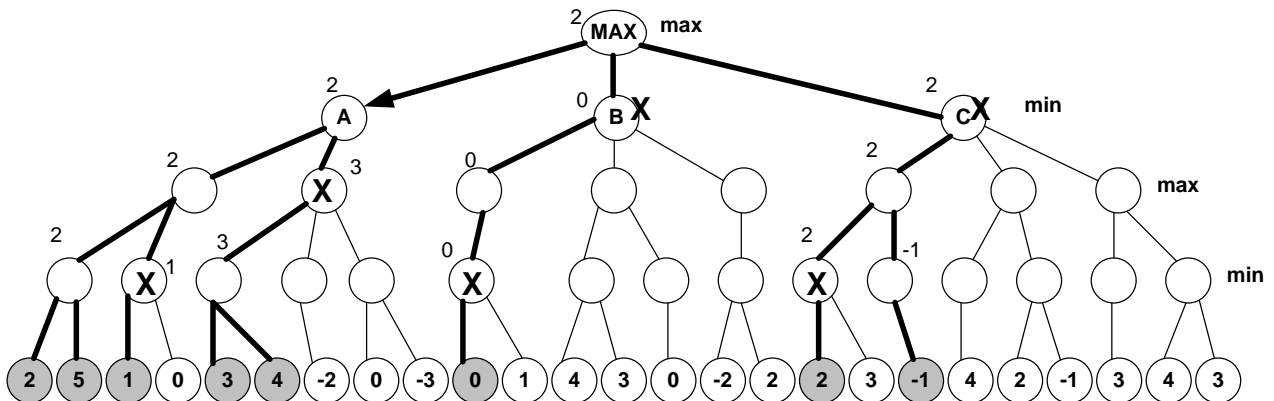 2 MAX max
2 A 0 B X 2 C X min
2 X 3 0 2 max
2 X 1 3 0 X 2 X -1 min
2 5 1 0 3 4 -2 0 -3 0 1 4 3 0 -2 2 2 3 -1 4 2 -1 3 4 3